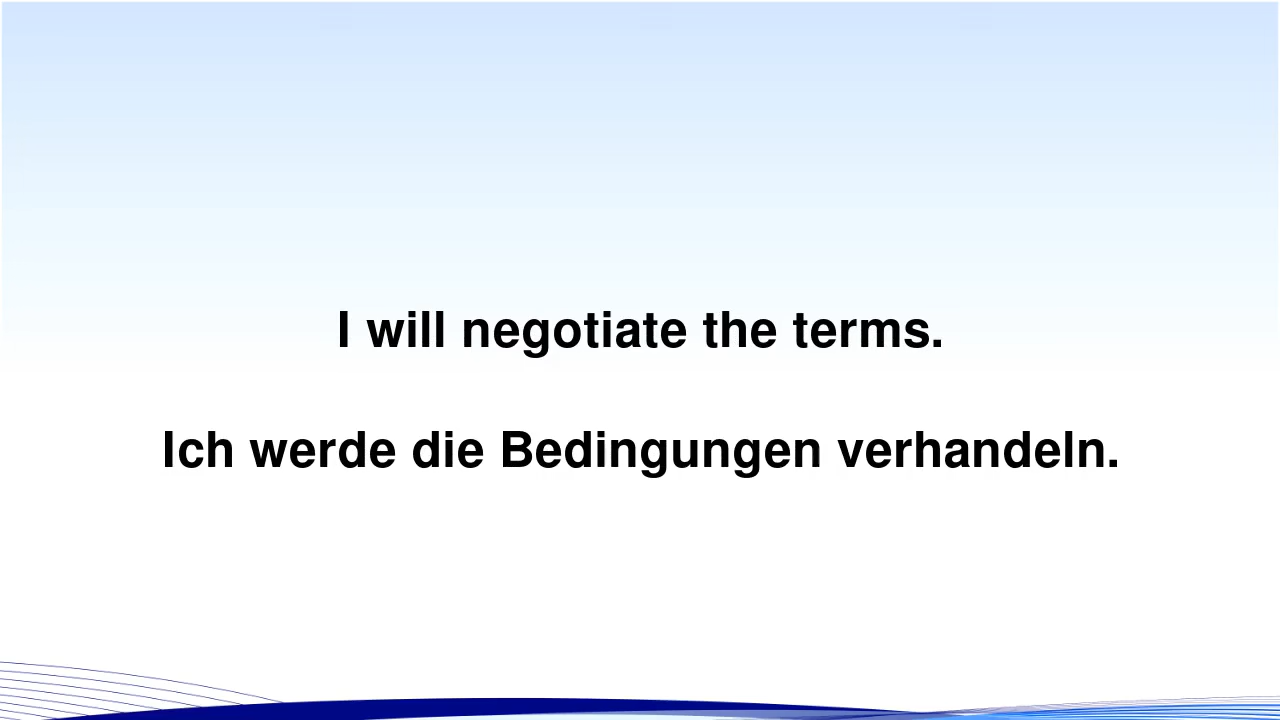 I will negotiate the terms.
Ich werde die Bedingungen verhandeln.